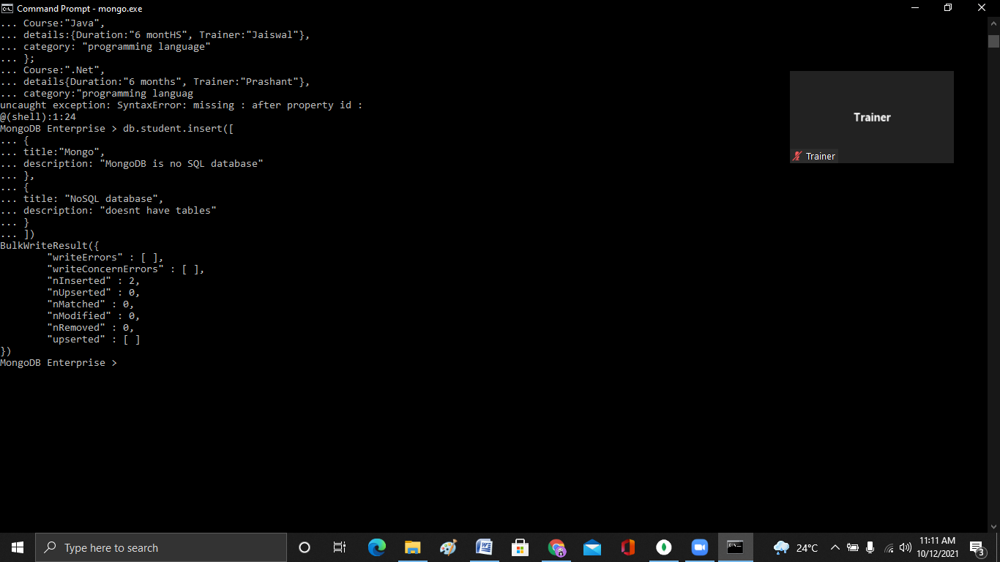 Command Prompt - mongo.exe
... Course:"Java",
... details:{Duration:"6 montHS", Trainer:"Jaiswal"},
... category: "programming language"
... };
... Course:".Net",
... details{Duration:"6 months", Trainer:"Prashant"},
... category:"programming languag
uncaught exception: SyntaxError: missing : after property id :
@(shell):1:24
MongoDB Enterprise > db.student.insert([
... {
... title:"Mongo",
... description: "MongoDB is no SQL database"
... },
... {
... title: "NoSQL database",
... description: "doesnt have tables"
... }
... ])
BulkWriteResult({
"writeErrors" : [ ],
"writeConcernErrors" : [ ],
"nInserted" : 2,
"nUpserted" : 0,
"nMatched" : 0,
"nModified" : 0,
"nRemoved" : 0,
"upserted" : [ ]
})
MongoDB Enterprise >
Trainer
Trainer
Type here to search
24°C
11:11 AM
10/12/2021
3